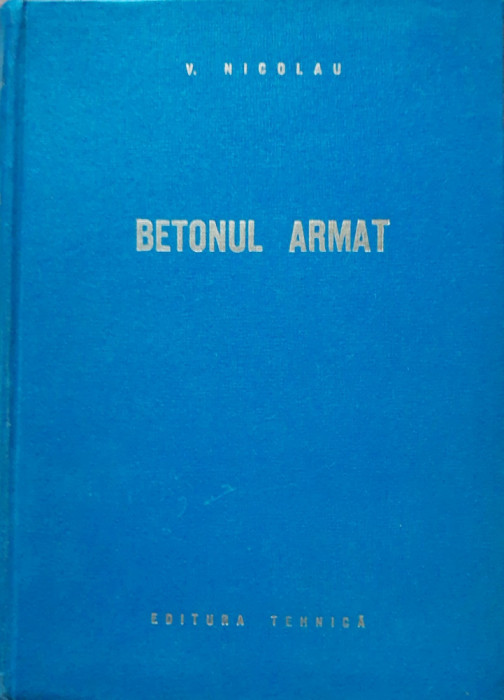 V. NICOLAU
BETONUL ARMAT
EDITURA TEHNICĂ